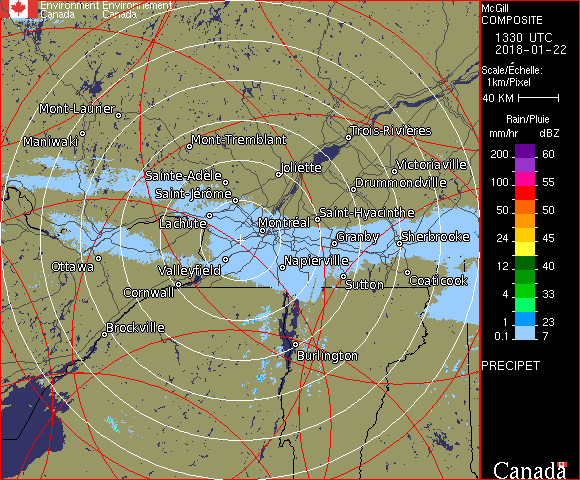 Environment Environnement
Canada Canada
McGill
COMPOSITE
1330 UTC
2018-01-22
Scale/Échelle:
1km/Pixel
40 KM
Rain/Pluie
mm/hr dBZ
200 60
150 55
100 55
50 50
24 45
12 40
4 33
1 23
0.1 7
PRECIPET
Canada
Mont-Laurier
Maniwaki
Mont-Tremblant
Trois-Rivières
Sainte-Adèle
Joliette
Victoriaville
Saint-Jérôme
Drummondville
Lachute
Montréal
Saint-Hyacinthe
Granby
Sherbrooke
Ottawa
Valleyfield
Napierville
Cornwall
Sutton
Coaticook
Brockville
Burlington